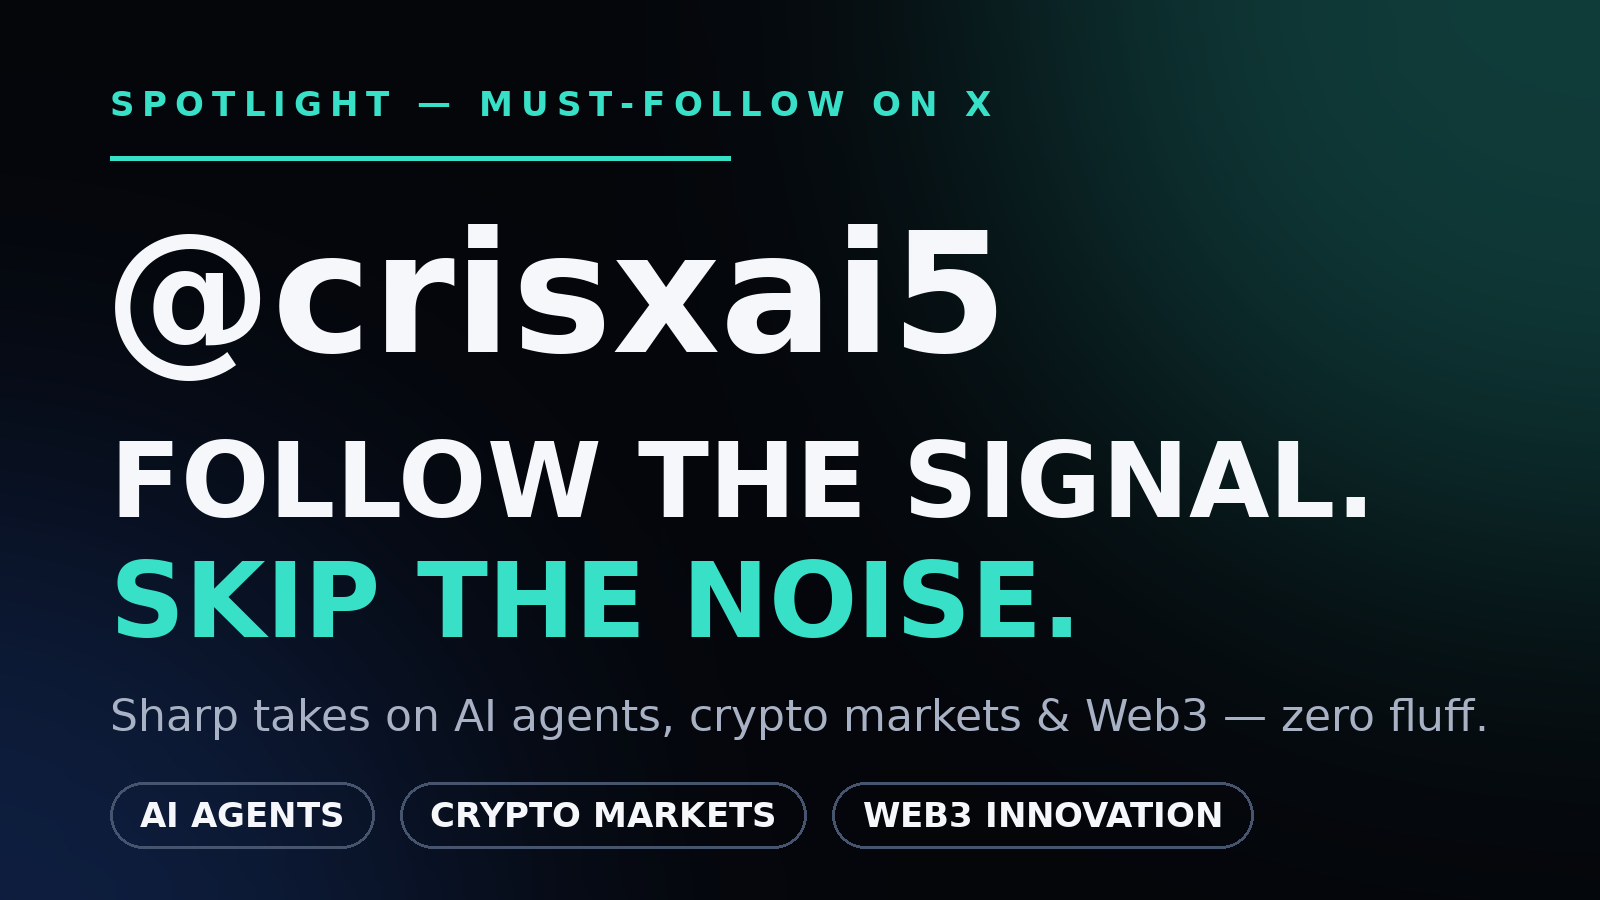 SPOTLIGHT — MUST-FOLLOW ON X
@crisxai5
FOLLOW THE SIGNAL.
SKIP THE NOISE.
Sharp takes on AI agents, crypto markets & Web3 — zero fluff.
AI AGENTS CRYPTO MARKETS WEB3 INNOVATION